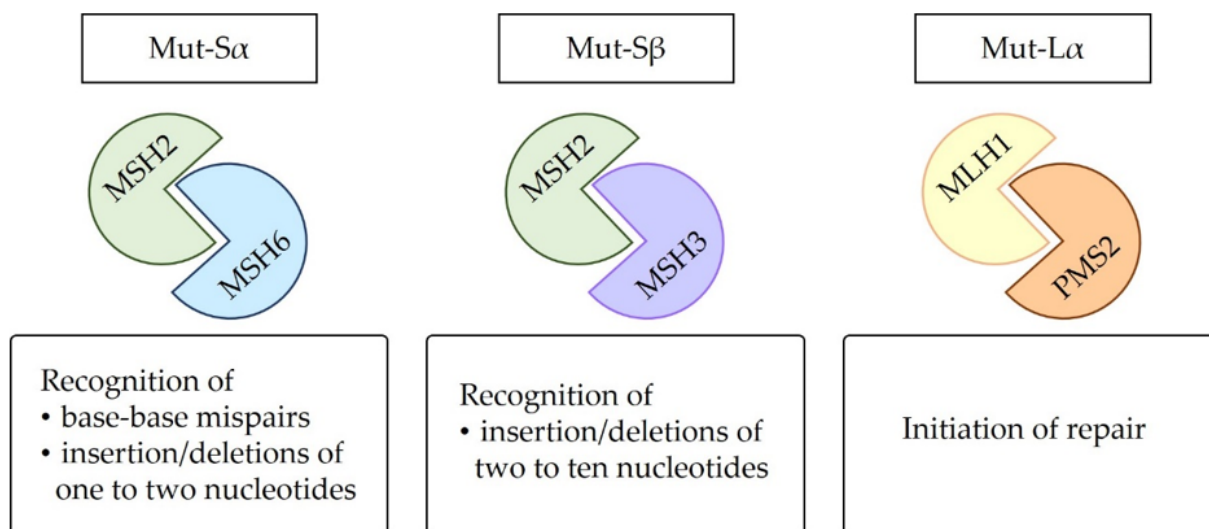 Mut-Sα
Mut-Sβ
Mut-Lα
MSH2
MSH6
MSH2
MSH3
MLH1
PMS2
Recognition of
• base-base mispairs
• insertion/deletions of
one to two nucleotides
Recognition of
• insertion/deletions of
two to ten nucleotides
Initiation of repair